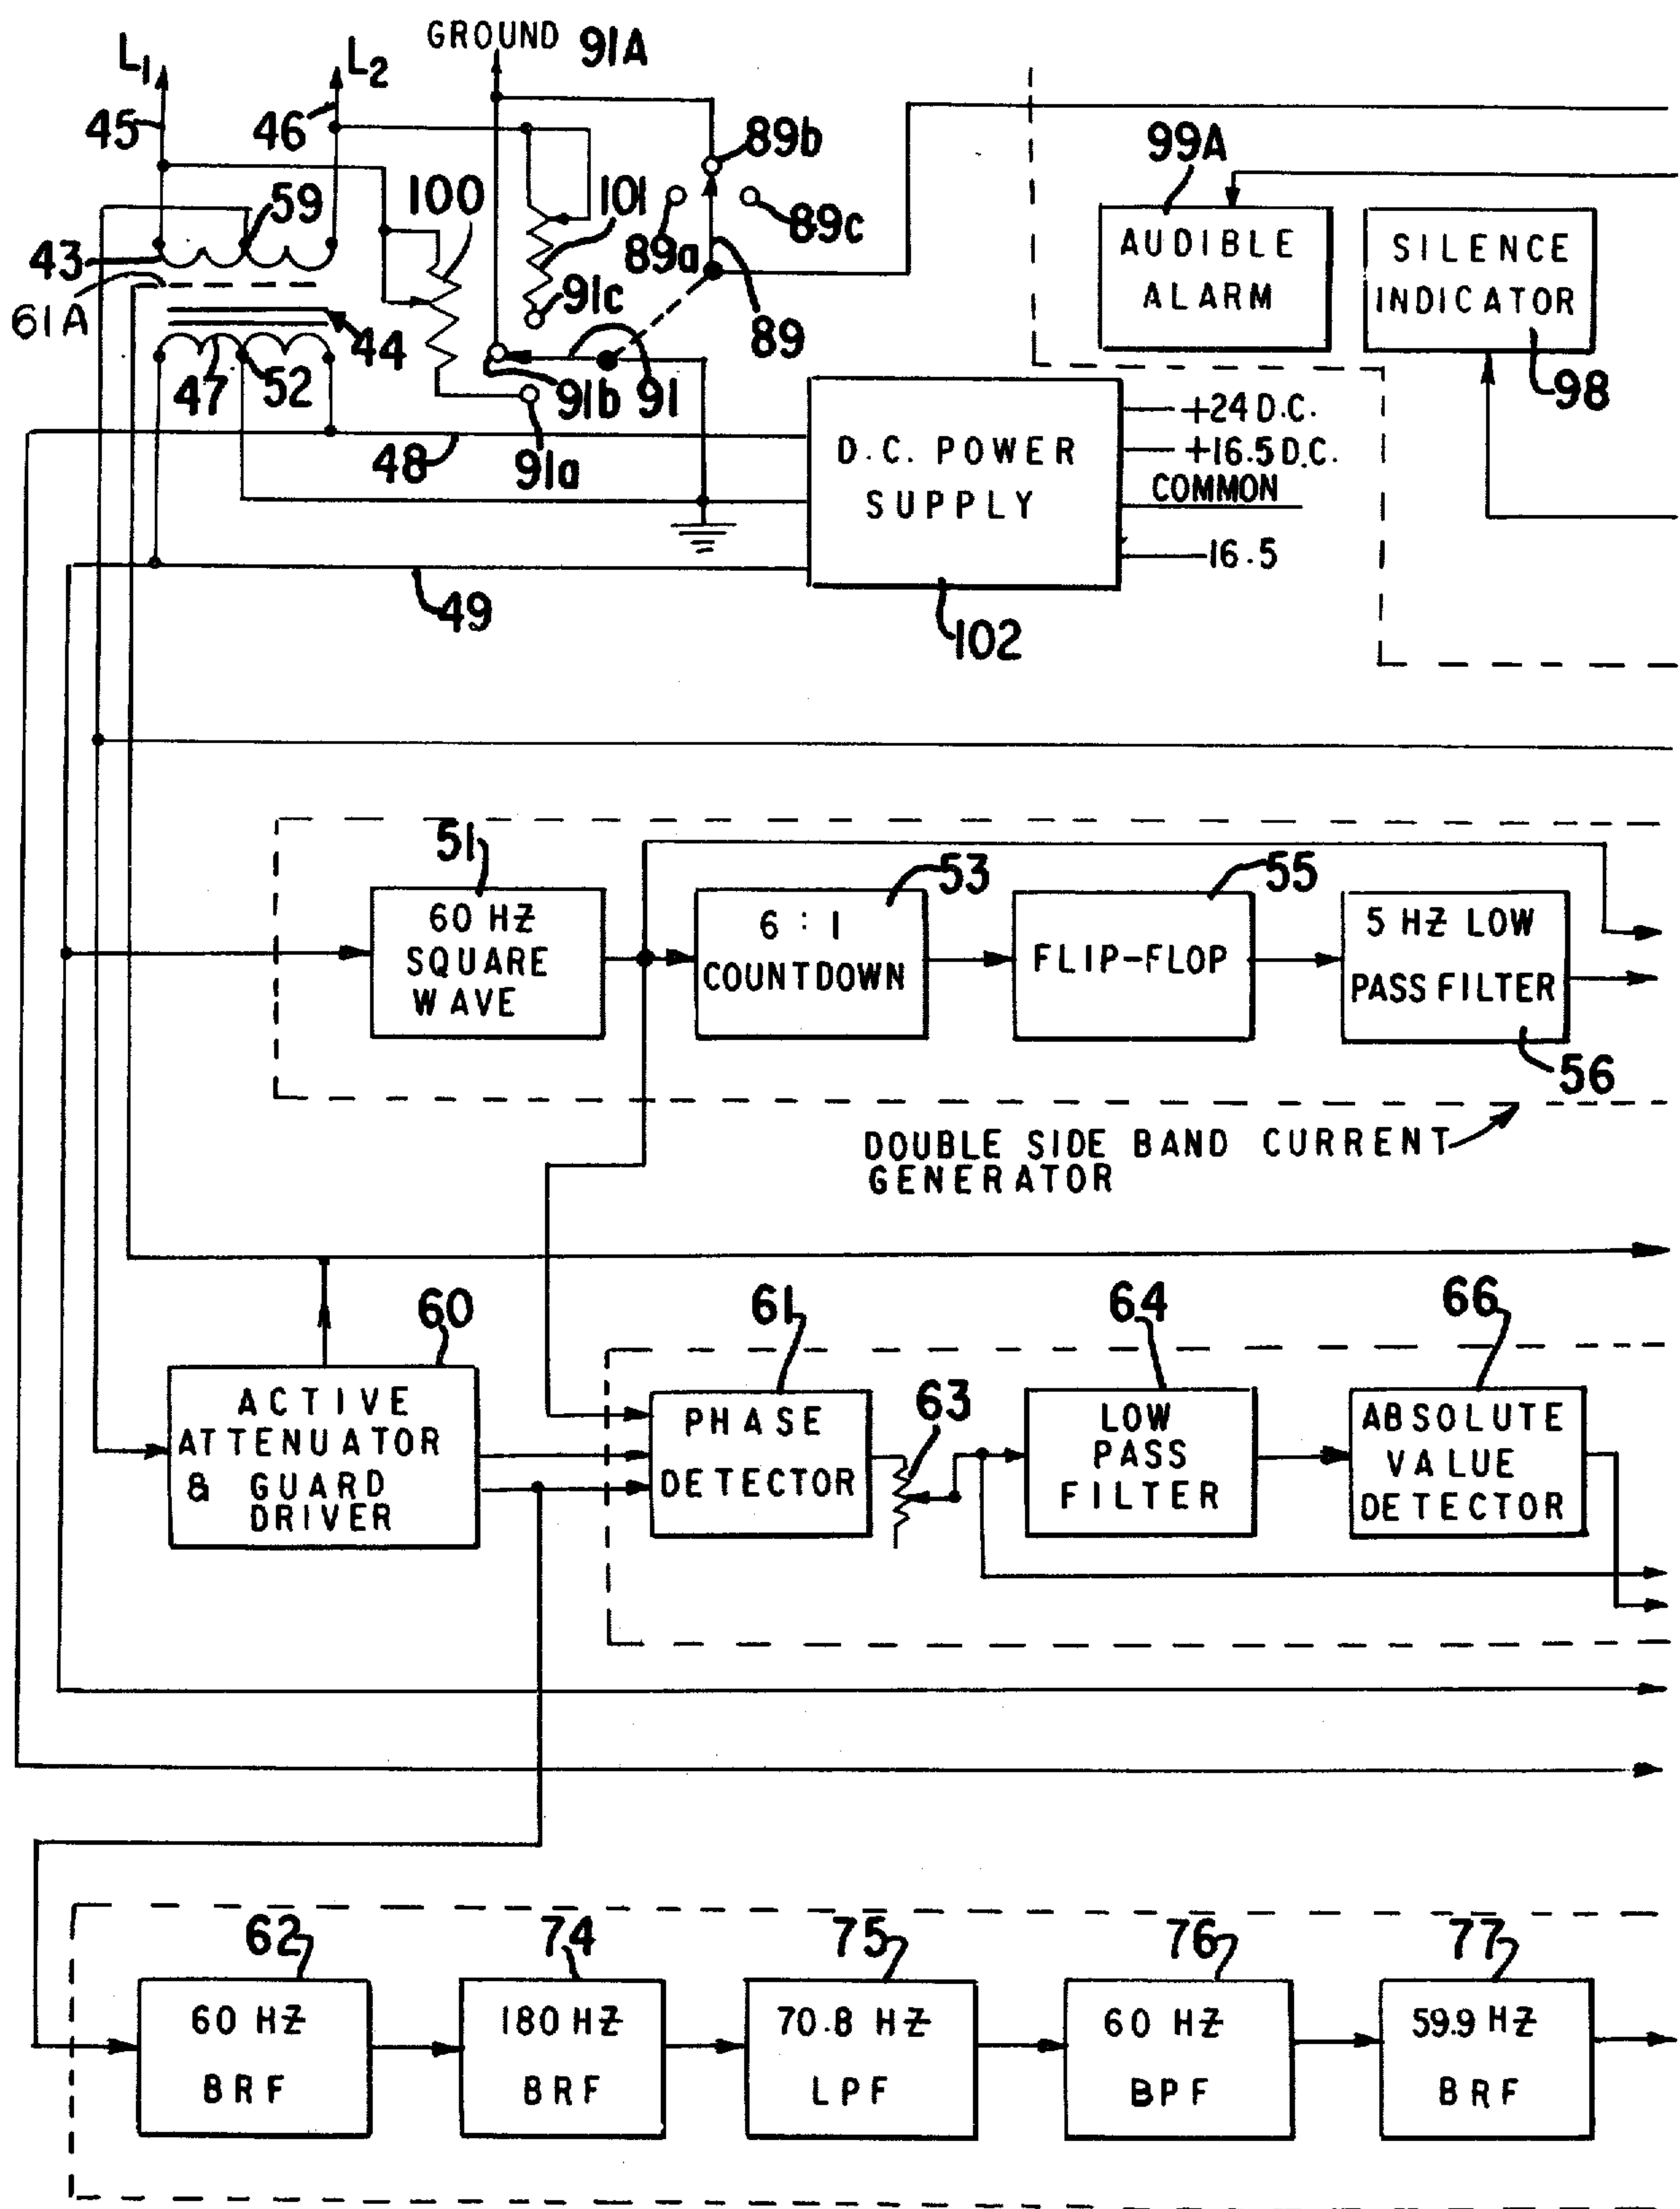 GROUND 91A
L1
L2
45
46
89b
99A
100
101
59
89a
89c
AUDIBLE
ALARM
SILENCE
INDICATOR
43
61A
91c
44
89
47
52
91b
91
98
48
91a
D.C. POWER
SUPPLY
+24 D.C.
+16.5 D.C.
COMMON
-16.5
49
102
51
53
55
60 HZ
SQUARE
WAVE
6 : 1
COUNTDOWN
FLIP-FLOP
5 HZ LOW
PASS FILTER
56
DOUBLE SIDE BAND CURRENT
GENERATOR
60
61
64
66
ACTIVE
ATTENUATOR
& GUARD
DRIVER
PHASE
DETECTOR
63
LOW
PASS
FILTER
ABSOLUTE
VALUE
DETECTOR
62
74
75
76
77
60 HZ
BRF
180 HZ
BRF
70.8 HZ
LPF
60 HZ
BPF
59.9 HZ
BRF